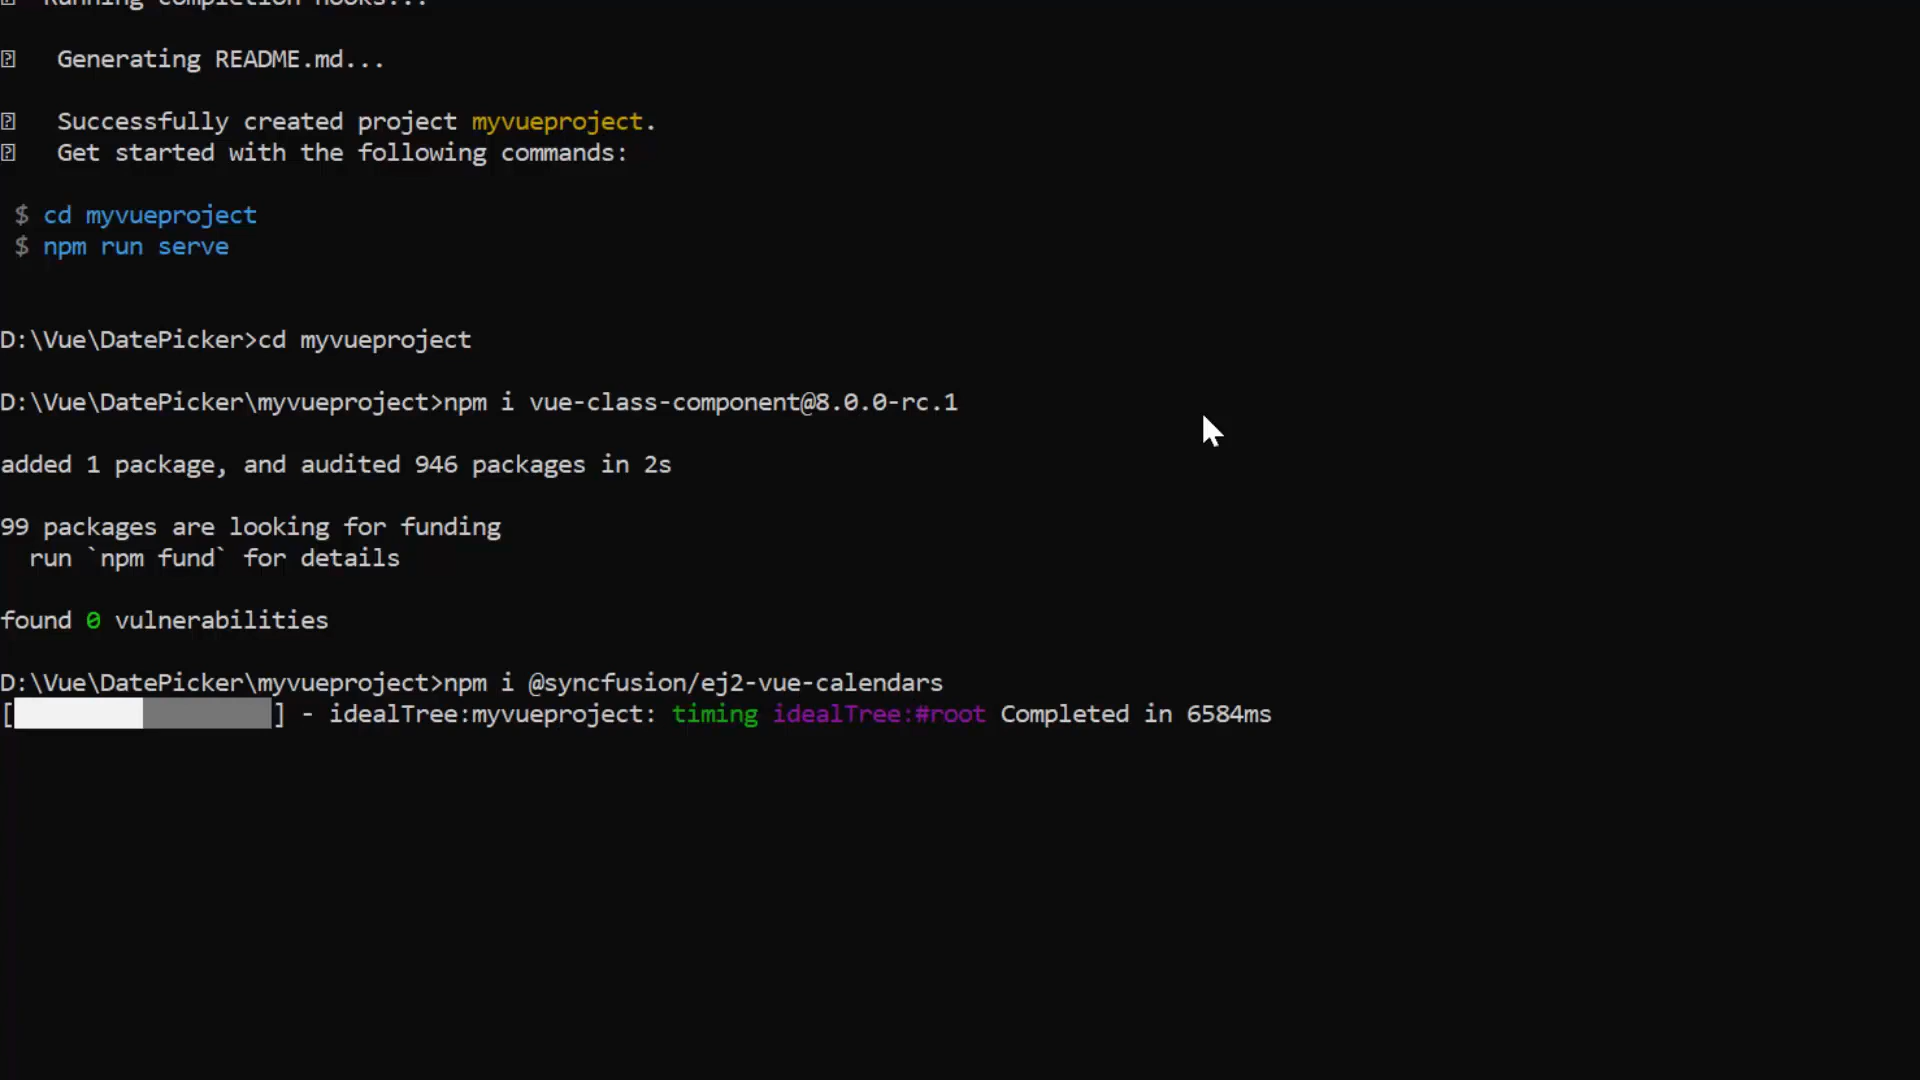 Running completion hooks...
Generating README.md...
Successfully created project myvueproject.
Get started with the following commands:
$ cd myvueproject
$ npm run serve
D:\Vue\DatePicker>cd myvueproject
D:\Vue\DatePicker\myvueproject>npm i vue-class-component@8.0.0-rc.1
added 1 package, and audited 946 packages in 2s
99 packages are looking for funding
run `npm fund` for details
found 0 vulnerabilities
D:\Vue\DatePicker\myvueproject>npm i @syncfusion/ej2-vue-calendars
[ ] - idealTree:myvueproject: timing idealTree:#root Completed in 6584ms